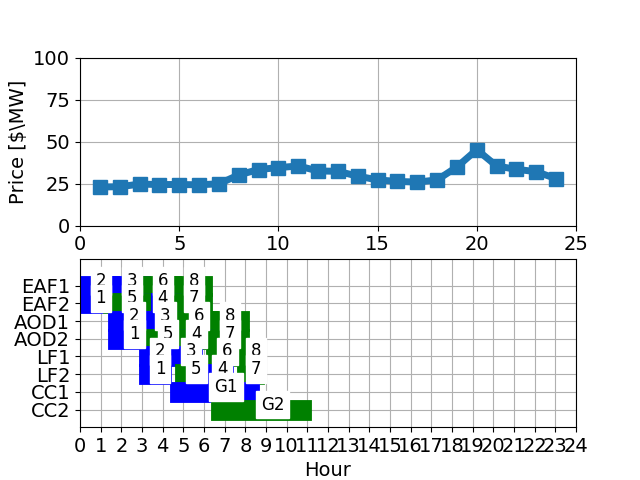 100
75
50
25
0
Price [$\MW]
0 5 10 15 20 25
EAF1 2 3 6 8
EAF2 1 5 4 7
AOD1 2 3 6 8
AOD2 1 5 4 7
LF1 2 3 6 8
LF2 1 5 4 7
CC1 G1
CC2 G2
0 1 2 3 4 5 6 7 8 9 10 11 12 13 14 15 16 17 18 19 20 21 22 23 24
Hour